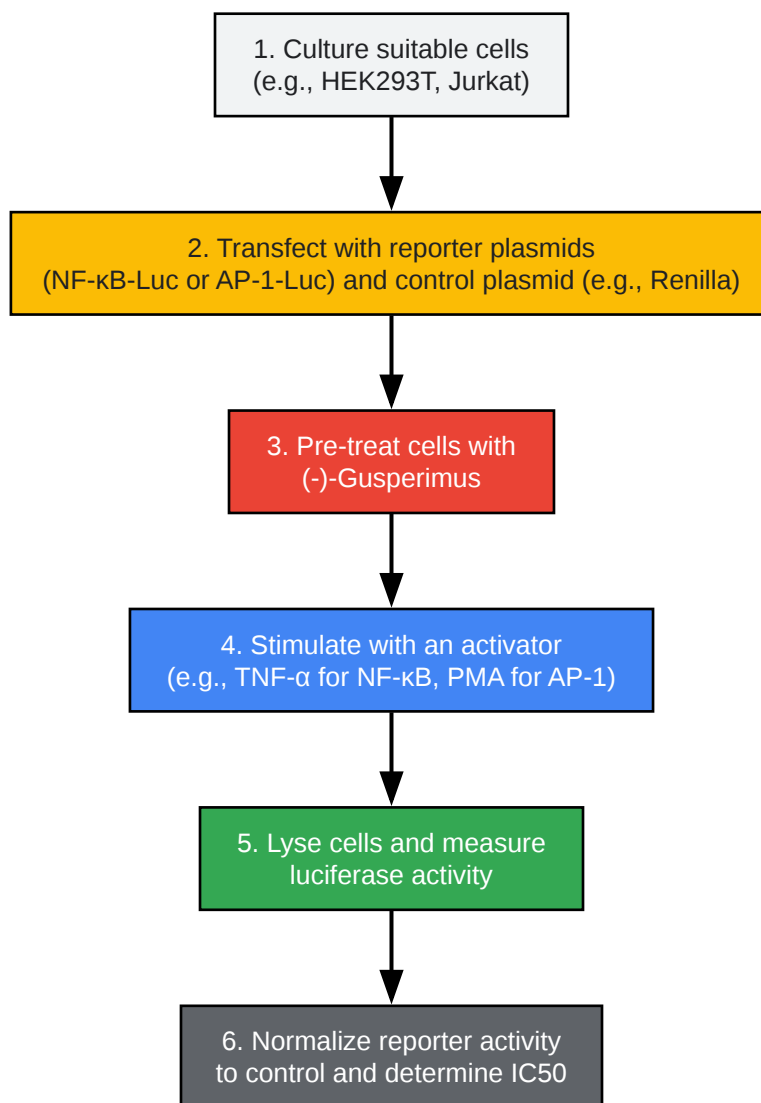 1. Culture suitable cells
(e.g., HEK293T, Jurkat)
2. Transfect with reporter plasmids
(NF-κB-Luc or AP-1-Luc) and control plasmid (e.g., Renilla)
3. Pre-treat cells with
(-)-Gusperimus
4. Stimulate with an activator
(e.g., TNF-α for NF-κB, PMA for AP-1)
5. Lyse cells and measure
luciferase activity
6. Normalize reporter activity
to control and determine IC50